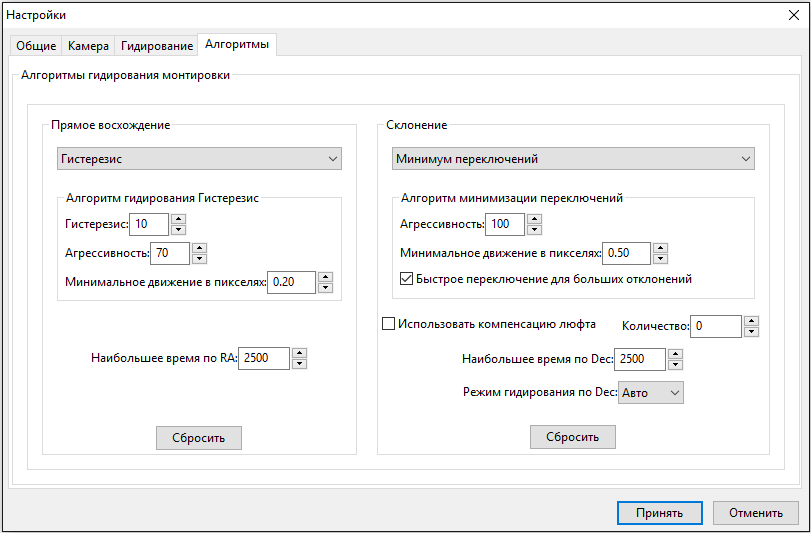 Настройки
Общие Камера Гидирование Алгоритмы
Алгоритмы гидирования монтировки
Прямое восхождение
Гистерезис
Алгоритм гидирования Гистерезис
Гистерезис: 10
Агрессивность: 70
Минимальное движение в пикселях: 0.20
Наибольшее время по RA: 2500
Сбросить
Склонение
Минимум переключений
Алгоритм минимизации переключений
Агрессивность: 100
Минимальное движение в пикселях: 0.50
Быстрое переключение для больших отклонений
Использовать компенсацию люфта Количество: 0
Наибольшее время по Dec: 2500
Режим гидирования по Dec: Авто
Сбросить
Принять Отменить